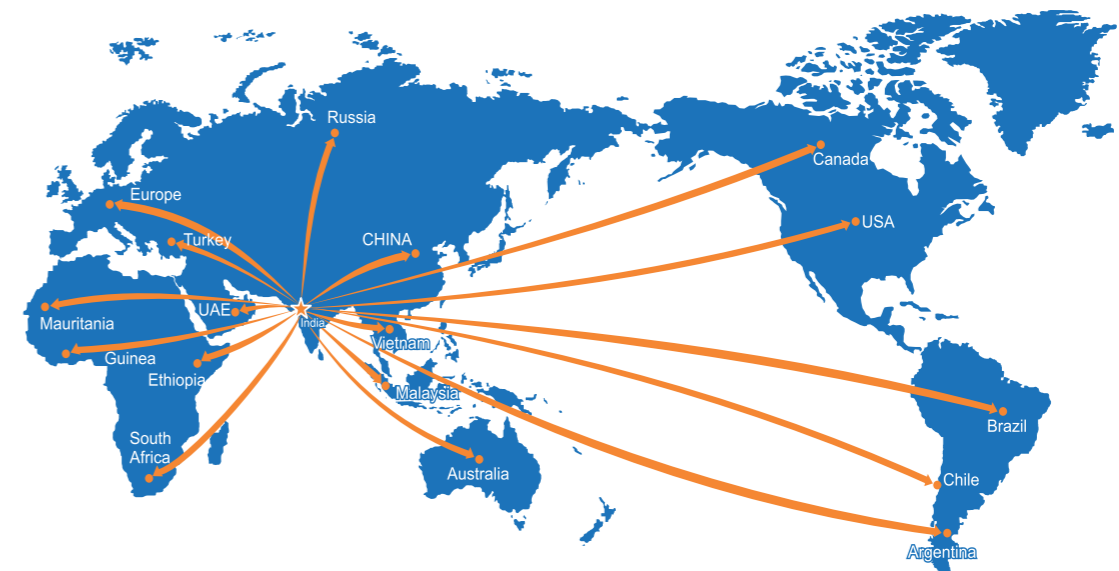 Russia
Canada
Europe
USA
Turkey
CHINA
UAE
Mauritania
India
Vietnam
Guinea
Ethiopia
Malaysia
Brazil
South
Africa
Australia
Chile
Argentina